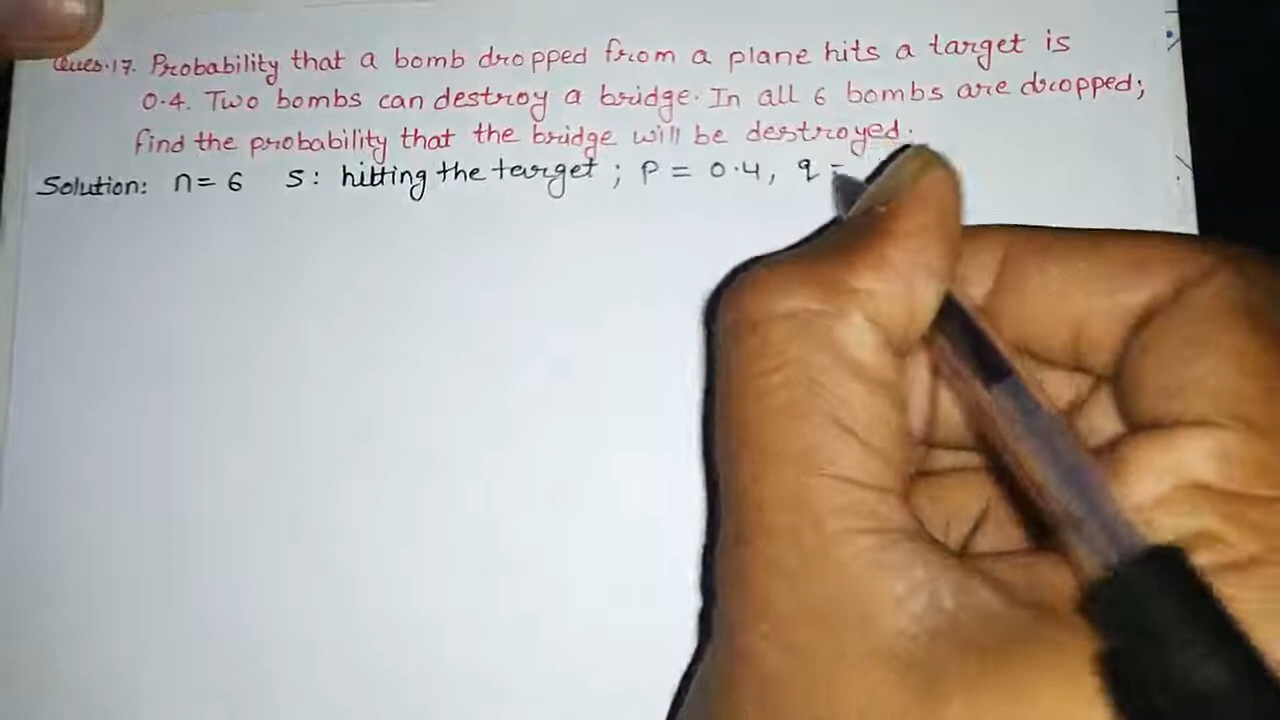 Ques.17. Probability that a bomb dropped from a plane hits a target is
0.4. Two bombs can destroy a bridge. In all 6 bombs are dropped;
find the probability that the bridge will be destroyed.
Solution: n = 6 S: hitting the target ; p = 0.4, q =